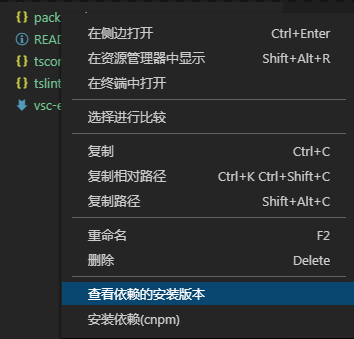 {} pack
在侧边打开 Ctrl+Enter
READ
在资源管理器中显示 Shift+Alt+R
{} tscor
在终端中打开
{} tslint
vsc-e
选择进行比较
复制 Ctrl+C
复制相对路径 Ctrl+K Ctrl+Shift+C
复制路径 Shift+Alt+C
重命名 F2
删除 Delete
查看依赖的安装版本
安装依赖(cnpm)